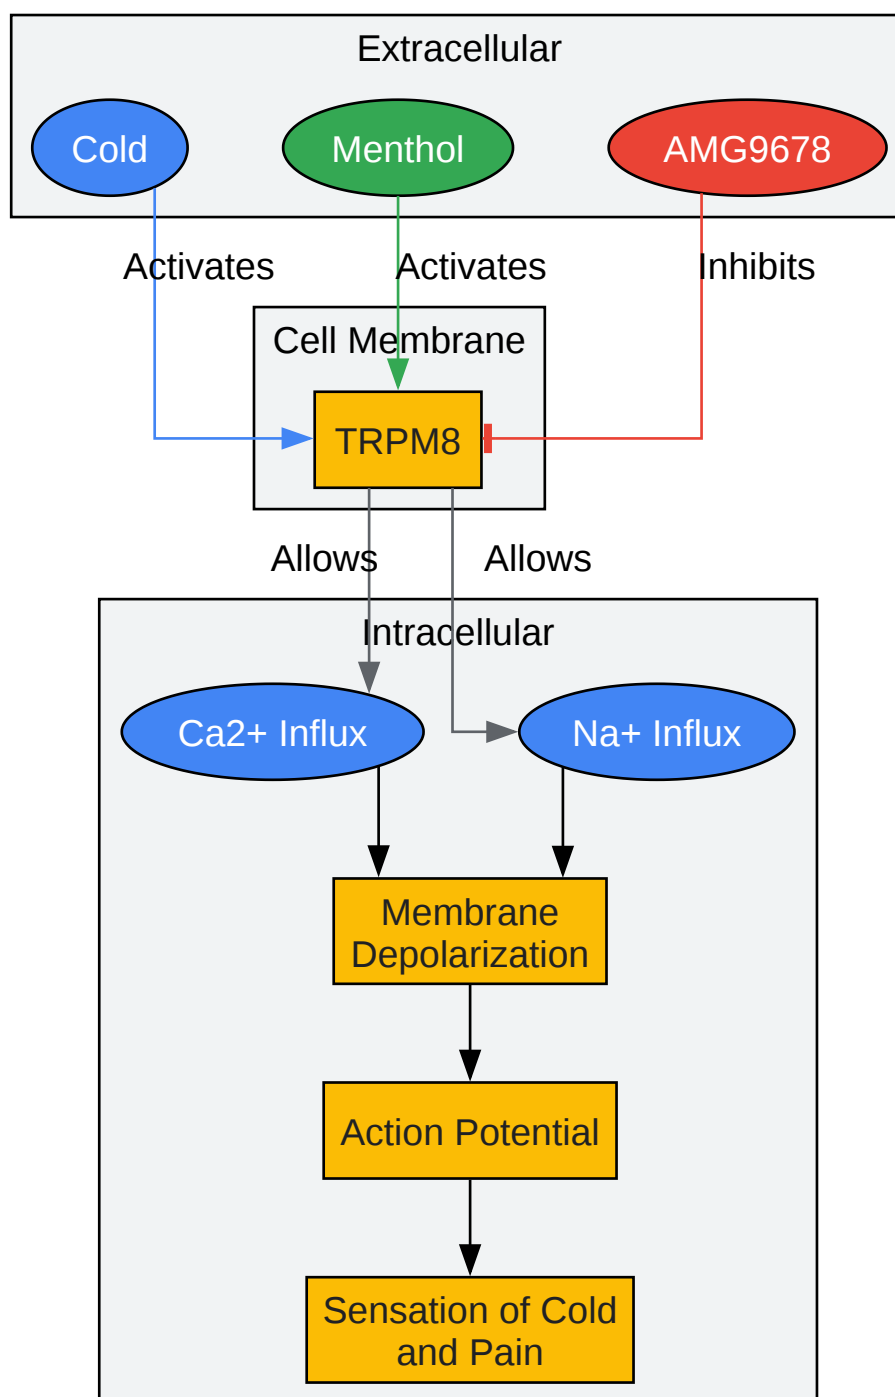 Extracellular
Cold
Menthol
AMG9678
Activates
Activates
Inhibits
Cell Membrane
TRPM8
Allows
Allows
Intracellular
Ca2+ Influx
Na+ Influx
Membrane
Depolarization
Action Potential
Sensation of Cold
and Pain